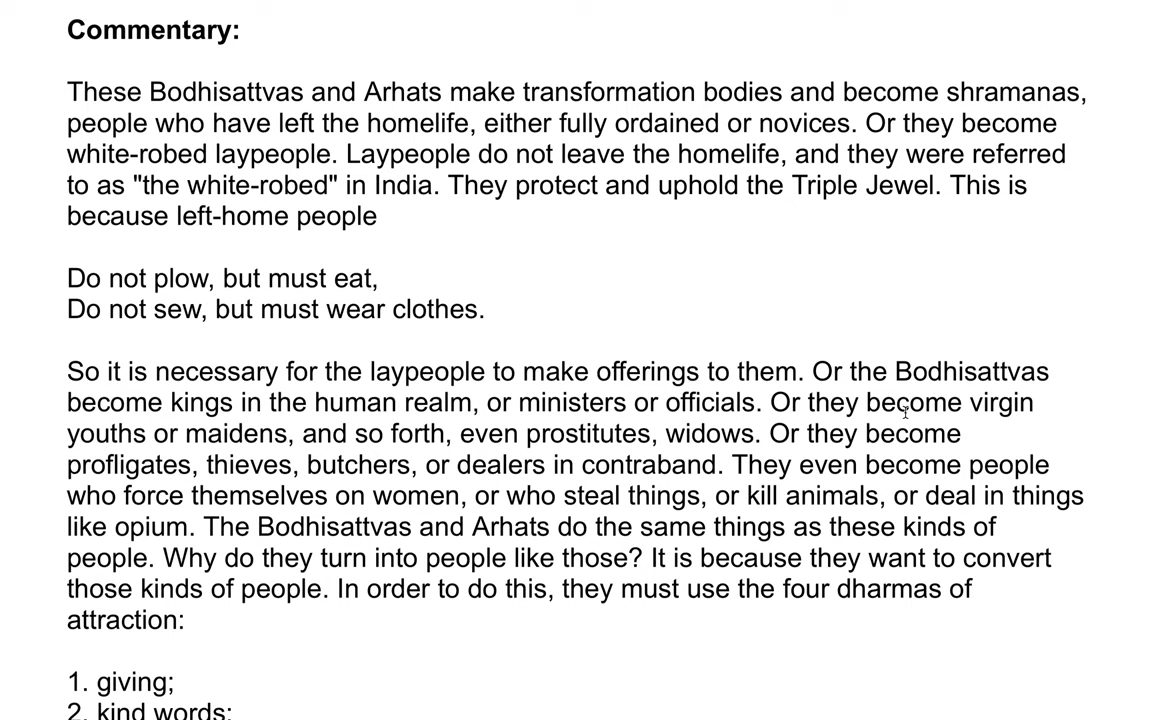 Commentary:
These Bodhisattvas and Arhats make transformation bodies and become shramanas,
people who have left the homelife, either fully ordained or novices. Or they become
white-robed laypeople. Laypeople do not leave the homelife, and they were referred
to as "the white-robed" in India. They protect and uphold the Triple Jewel. This is
because left-home people
Do not plow, but must eat,
Do not sew, but must wear clothes.
So it is necessary for the laypeople to make offerings to them. Or the Bodhisattvas
become kings in the human realm, or ministers or officials. Or they become virgin
youths or maidens, and so forth, even prostitutes, widows. Or they become
profligates, thieves, butchers, or dealers in contraband. They even become people
who force themselves on women, or who steal things, or kill animals, or deal in things
like opium. The Bodhisattvas and Arhats do the same things as these kinds of
people. Why do they turn into people like those? It is because they want to convert
those kinds of people. In order to do this, they must use the four dharmas of
attraction:
1. giving;
2. kind words;